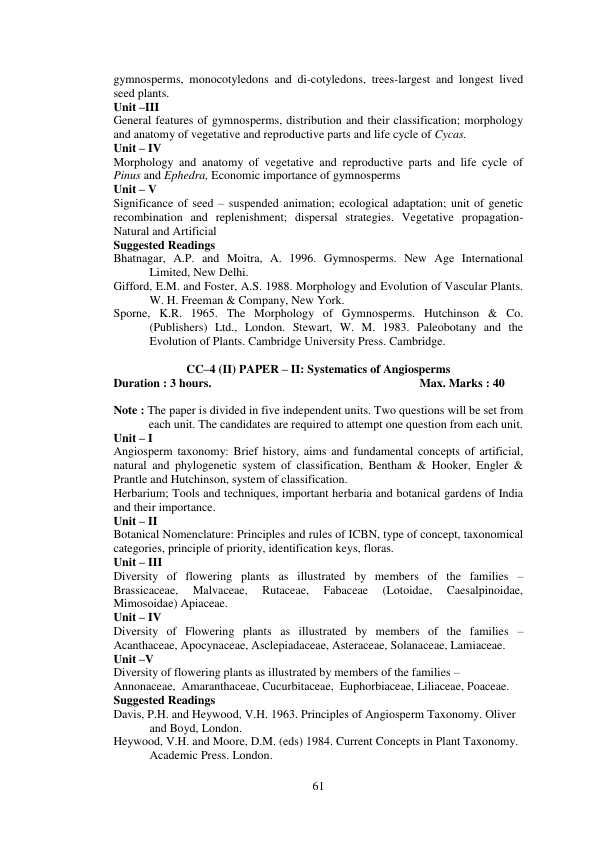 gymnosperms, monocotyledons and di-cotyledons, trees-largest and longest lived
seed plants.
Unit –III
General features of gymnosperms, distribution and their classification; morphology
and anatomy of vegetative and reproductive parts and life cycle of Cycas.
Unit – IV
Morphology and anatomy of vegetative and reproductive parts and life cycle of
Pinus and Ephedra, Economic importance of gymnosperms
Unit – V
Significance of seed – suspended animation; ecological adaptation; unit of genetic
recombination and replenishment; dispersal strategies. Vegetative propagation-
Natural and Artificial
Suggested Readings
Bhatnagar, A.P. and Moitra, A. 1996. Gymnosperms. New Age International
Limited, New Delhi.
Gifford, E.M. and Foster, A.S. 1988. Morphology and Evolution of Vascular Plants.
W. H. Freeman & Company, New York.
Sporne, K.R. 1965. The Morphology of Gymnosperms. Hutchinson & Co.
(Publishers) Ltd., London. Stewart, W. M. 1983. Paleobotany and the
Evolution of Plants. Cambridge University Press. Cambridge.
CC–4 (II) PAPER – II: Systematics of Angiosperms
Duration : 3 hours. Max. Marks : 40
Note : The paper is divided in five independent units. Two questions will be set from
each unit. The candidates are required to attempt one question from each unit.
Unit – I
Angiosperm taxonomy: Brief history, aims and fundamental concepts of artificial,
natural and phylogenetic system of classification, Bentham & Hooker, Engler &
Prantle and Hutchinson, system of classification.
Herbarium; Tools and techniques, important herbaria and botanical gardens of India
and their importance.
Unit – II
Botanical Nomenclature: Principles and rules of ICBN, type of concept, taxonomical
categories, principle of priority, identification keys, floras.
Unit – III
Diversity of flowering plants as illustrated by members of the families –
Brassicaceae, Malvaceae, Rutaceae, Fabaceae (Lotoidae, Caesalpinoidae,
Mimosoidae) Apiaceae.
Unit – IV
Diversity of Flowering plants as illustrated by members of the families –
Acanthaceae, Apocynaceae, Asclepiadaceae, Asteraceae, Solanaceae, Lamiaceae.
Unit –V
Diversity of flowering plants as illustrated by members of the families –
Annonaceae, Amaranthaceae, Cucurbitaceae, Euphorbiaceae, Liliaceae, Poaceae.
Suggested Readings
Davis, P.H. and Heywood, V.H. 1963. Principles of Angiosperm Taxonomy. Oliver
and Boyd, London.
Heywood, V.H. and Moore, D.M. (eds) 1984. Current Concepts in Plant Taxonomy.
Academic Press. London.
61